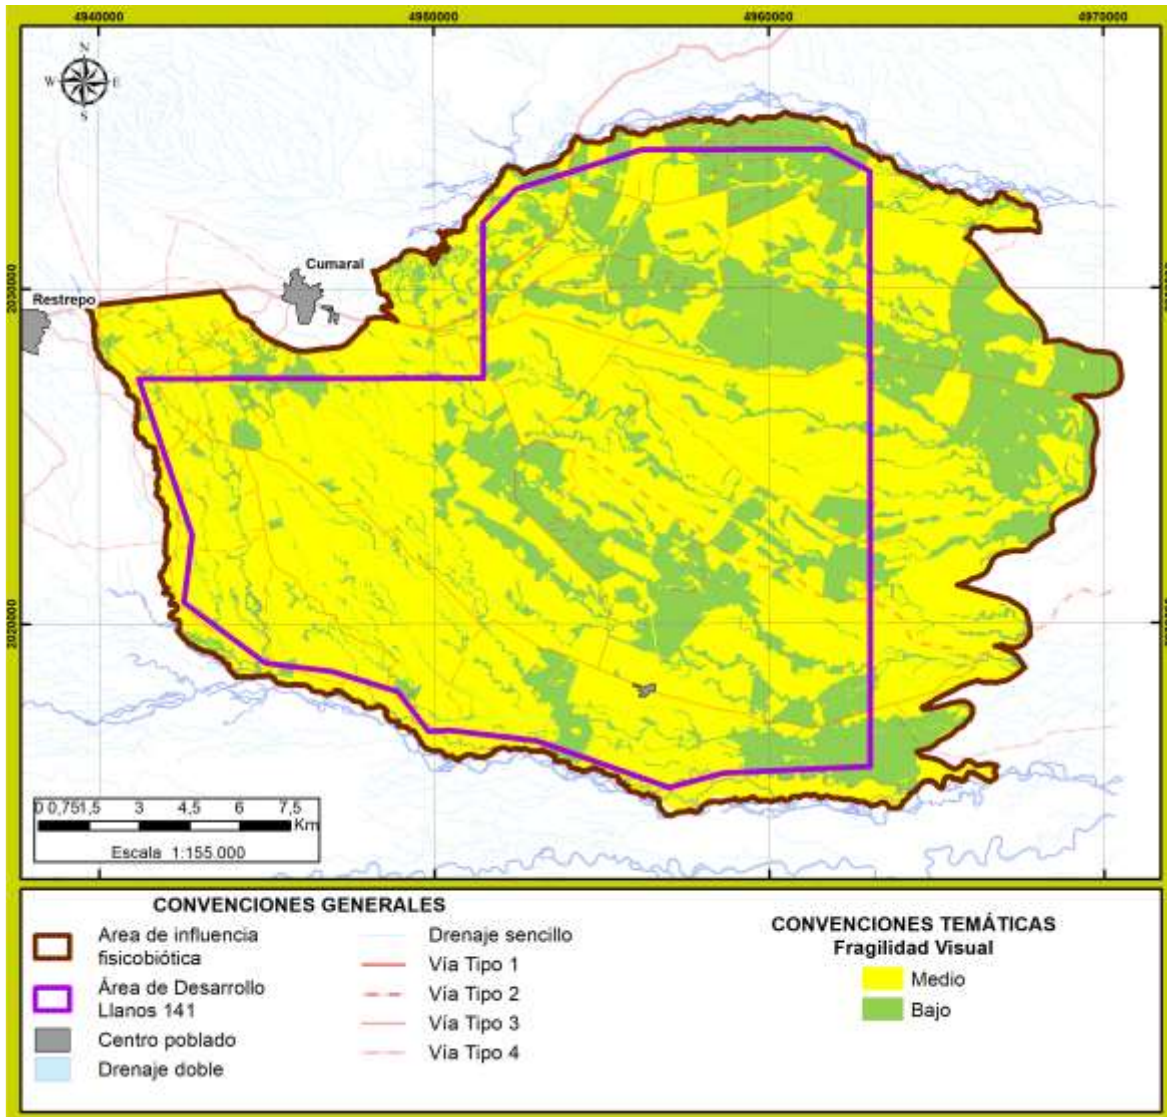 4940000
4950000
4960000
4970000
N
W
E
S
Cumaral
Restrepo
2030000
2020000
0 0,75 1,5 3 4,5 6 7,5
Km
Escala 1:155.000
CONVENCIONES GENERALES
Area de influencia
fisicobiótica
Área de Desarrollo
Llanos 141
Centro poblado
Drenaje doble
Drenaje sencillo
Vía Tipo 1
Vía Tipo 2
Vía Tipo 3
Vía Tipo 4
CONVENCIONES TEMÁTICAS
Fragilidad Visual
Medio
Bajo